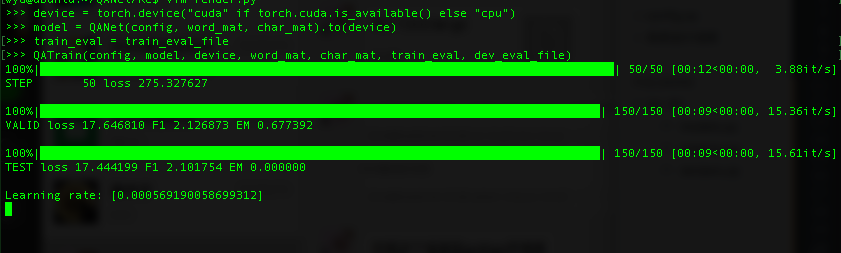 >>> device = torch.device("cuda" if torch.cuda.is_available() else "cpu")
>>> model = QANet(config, word_mat, char_mat).to(device)
[>>> train_eval = train_eval_file
[>>> QATrain(config, model, device, word_mat, char_mat, train_eval, dev_eval_file)
100%| | 50/50 [00:12<00:00, 3.88it/s]
STEP 50 loss 275.327627
100%| | 150/150 [00:09<00:00, 15.36it/s]
VALID loss 17.646810 F1 2.126873 EM 0.677392
100%| | 150/150 [00:09<00:00, 15.61it/s]
TEST loss 17.444199 F1 2.101754 EM 0.000000
Learning rate: [0.000569190058699312]